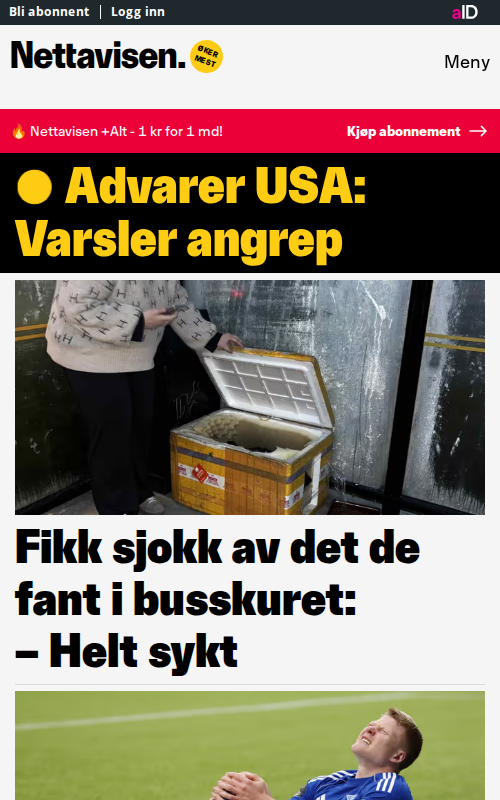 Bli abonnent
Logg inn
aID
Nettavisen.
ØKER
MEST
Meny
🔥 Nettavisen +Alt - 1 kr for 1 md!
Kjøp abonnement →
Advarer USA:
Varsler angrep
Fikk sjokk av det de
fant i busskuret:
– Helt sykt